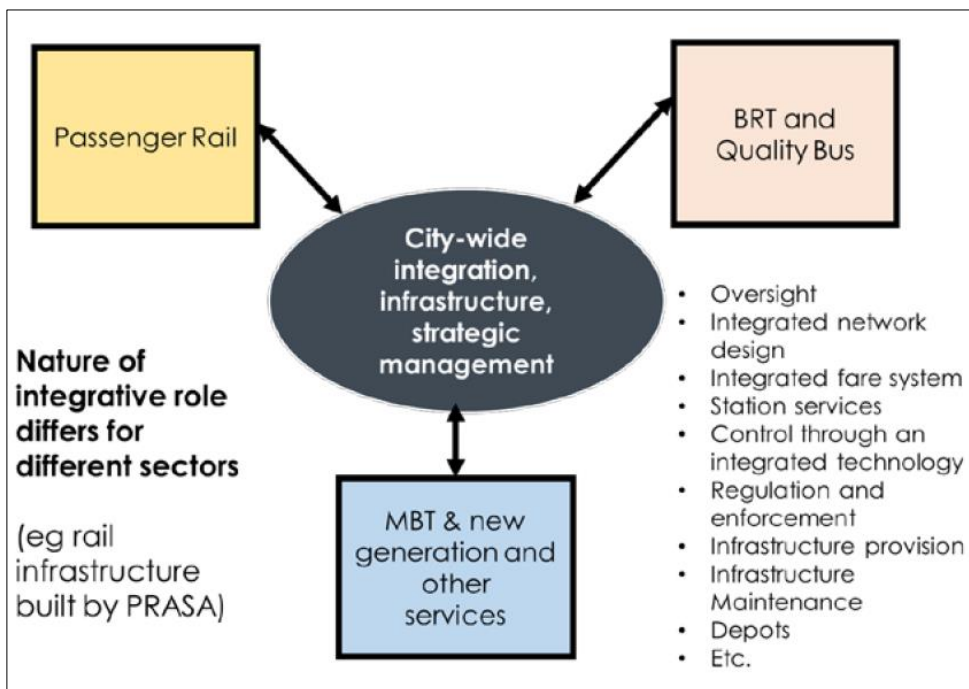 Passenger Rail
BRT and
Quality Bus
City-wide
integration,
infrastructure,
strategic
management
Nature of
integrative role
differs for
different sectors
(eg rail
infrastructure
built by PRASA)
MBT & new
generation and
other
services
• Oversight
• Integrated network
design
• Integrated fare system
• Station services
• Control through an
integrated technology
• Regulation and
enforcement
• Infrastructure provision
• Infrastructure
Maintenance
• Depots
• Etc.